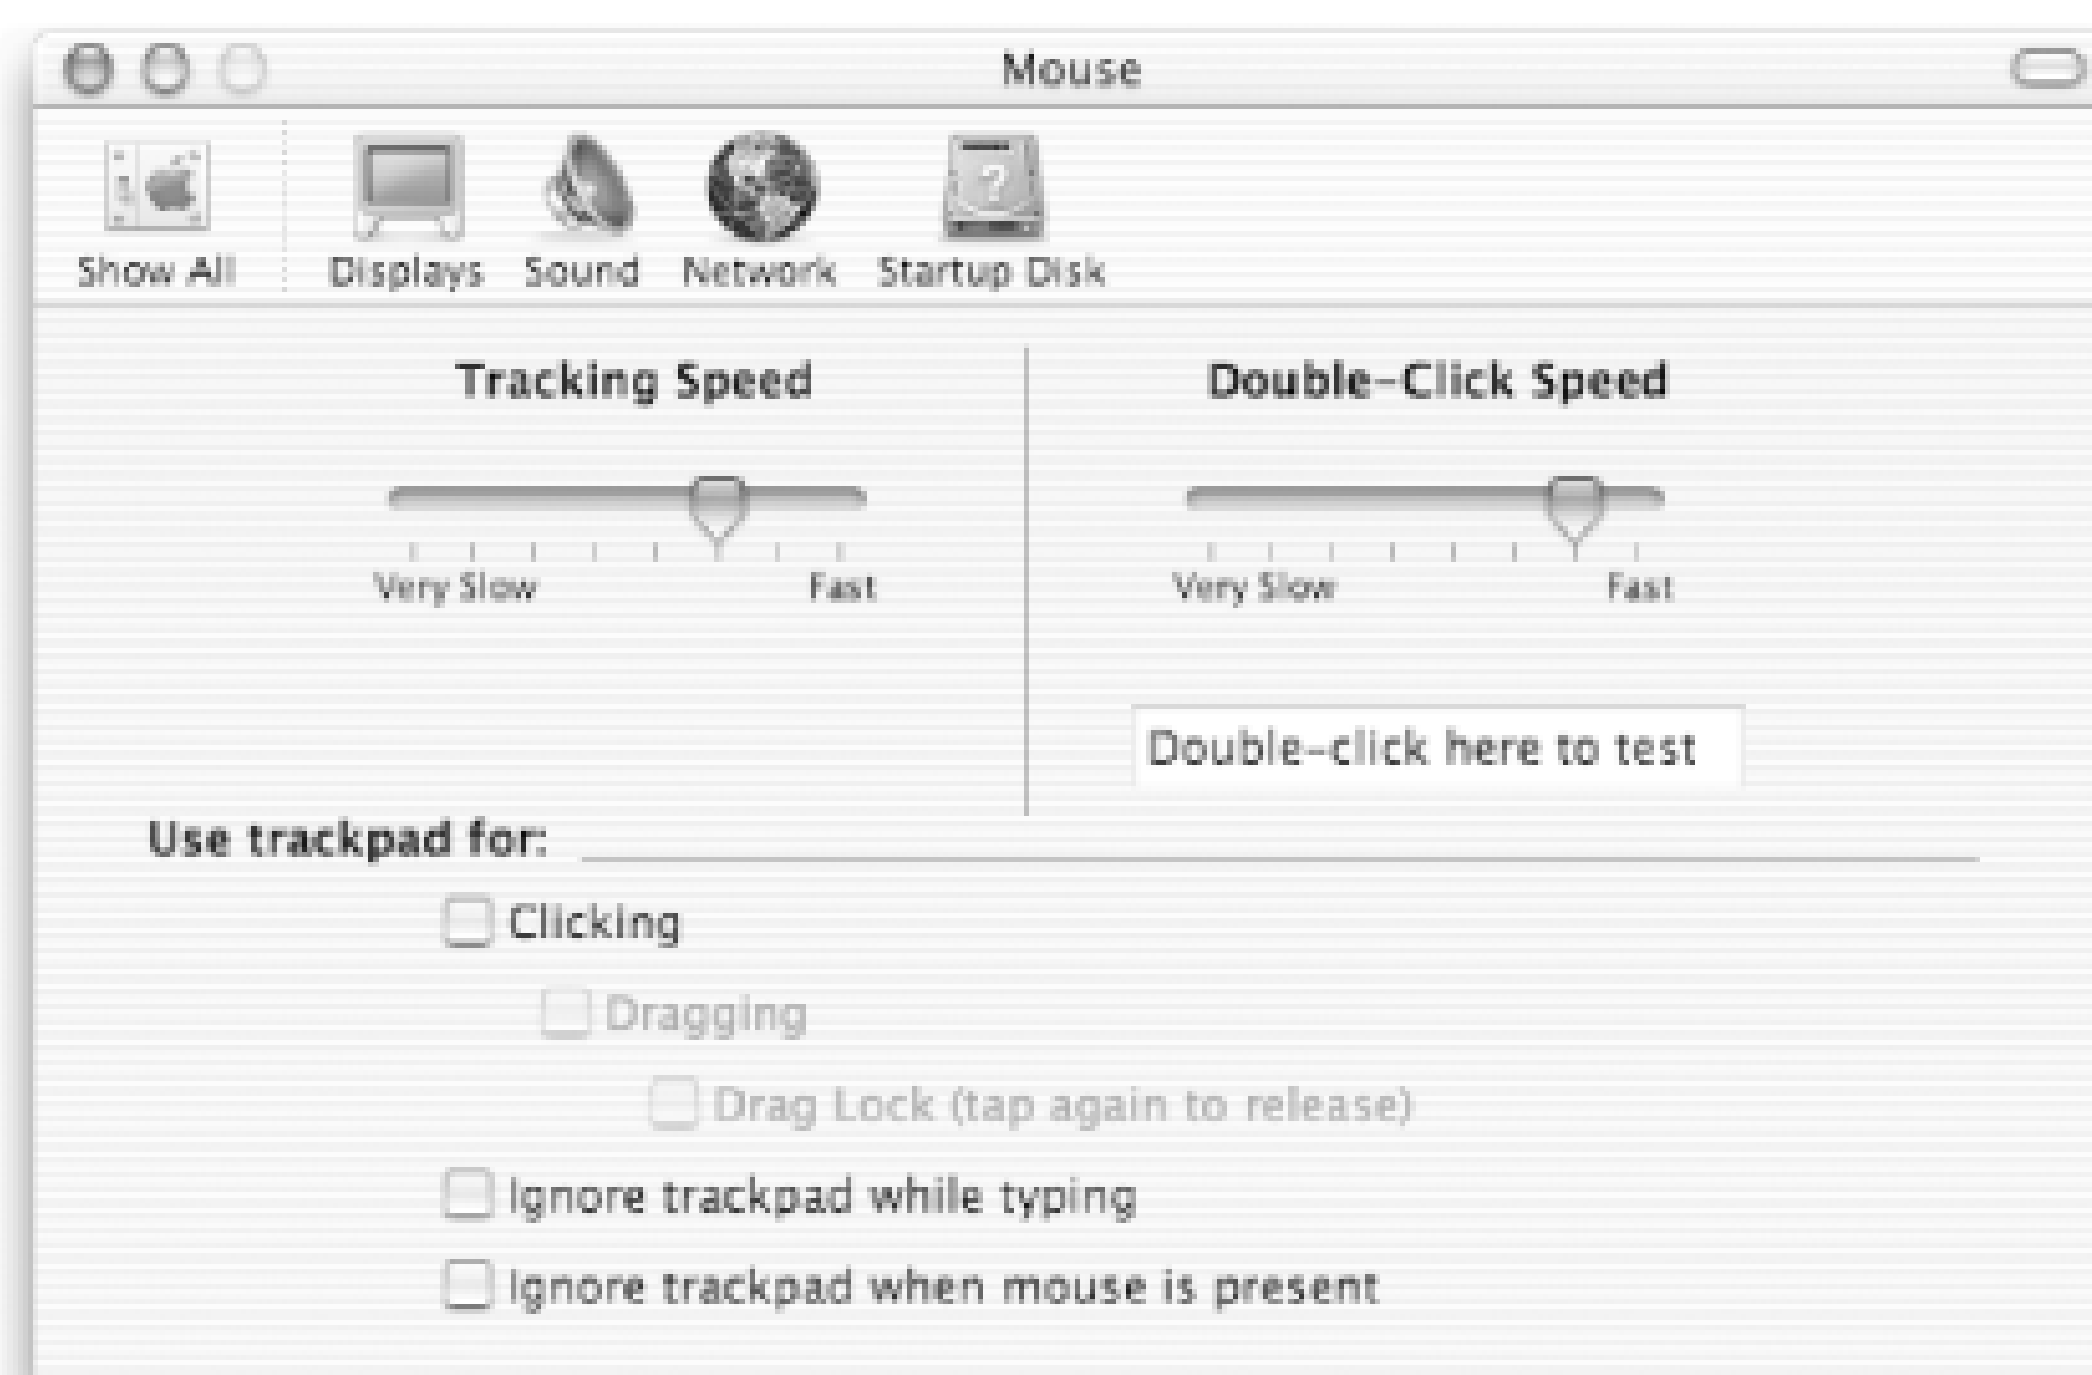 Mouse
Show All Displays Sound Network Startup Disk
Tracking Speed Double-Click Speed
Very Slow Fast Very Slow Fast
Double-click here to test
Use trackpad for:
Clicking
Dragging
Drag Lock (tap again to release)
Ignore trackpad while typing
Ignore trackpad when mouse is present